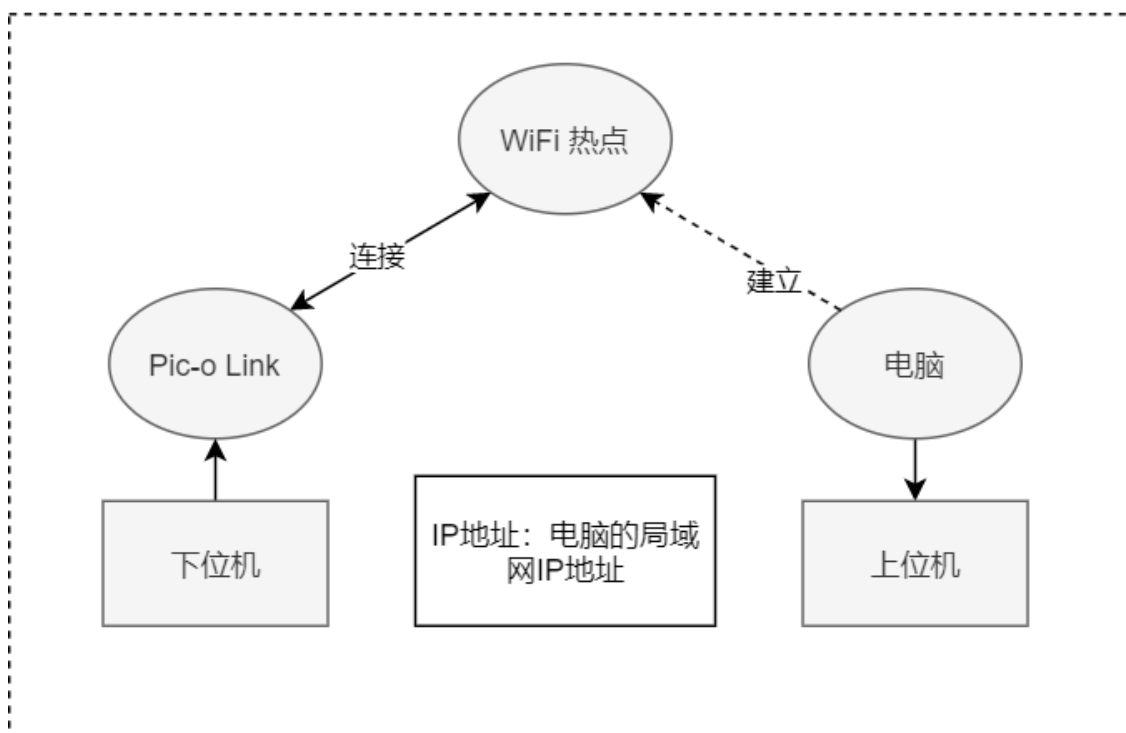 WiFi 热点
连接
建立
Pic-o Link
电脑
IP地址：电脑的局域
网IP地址
下位机
上位机